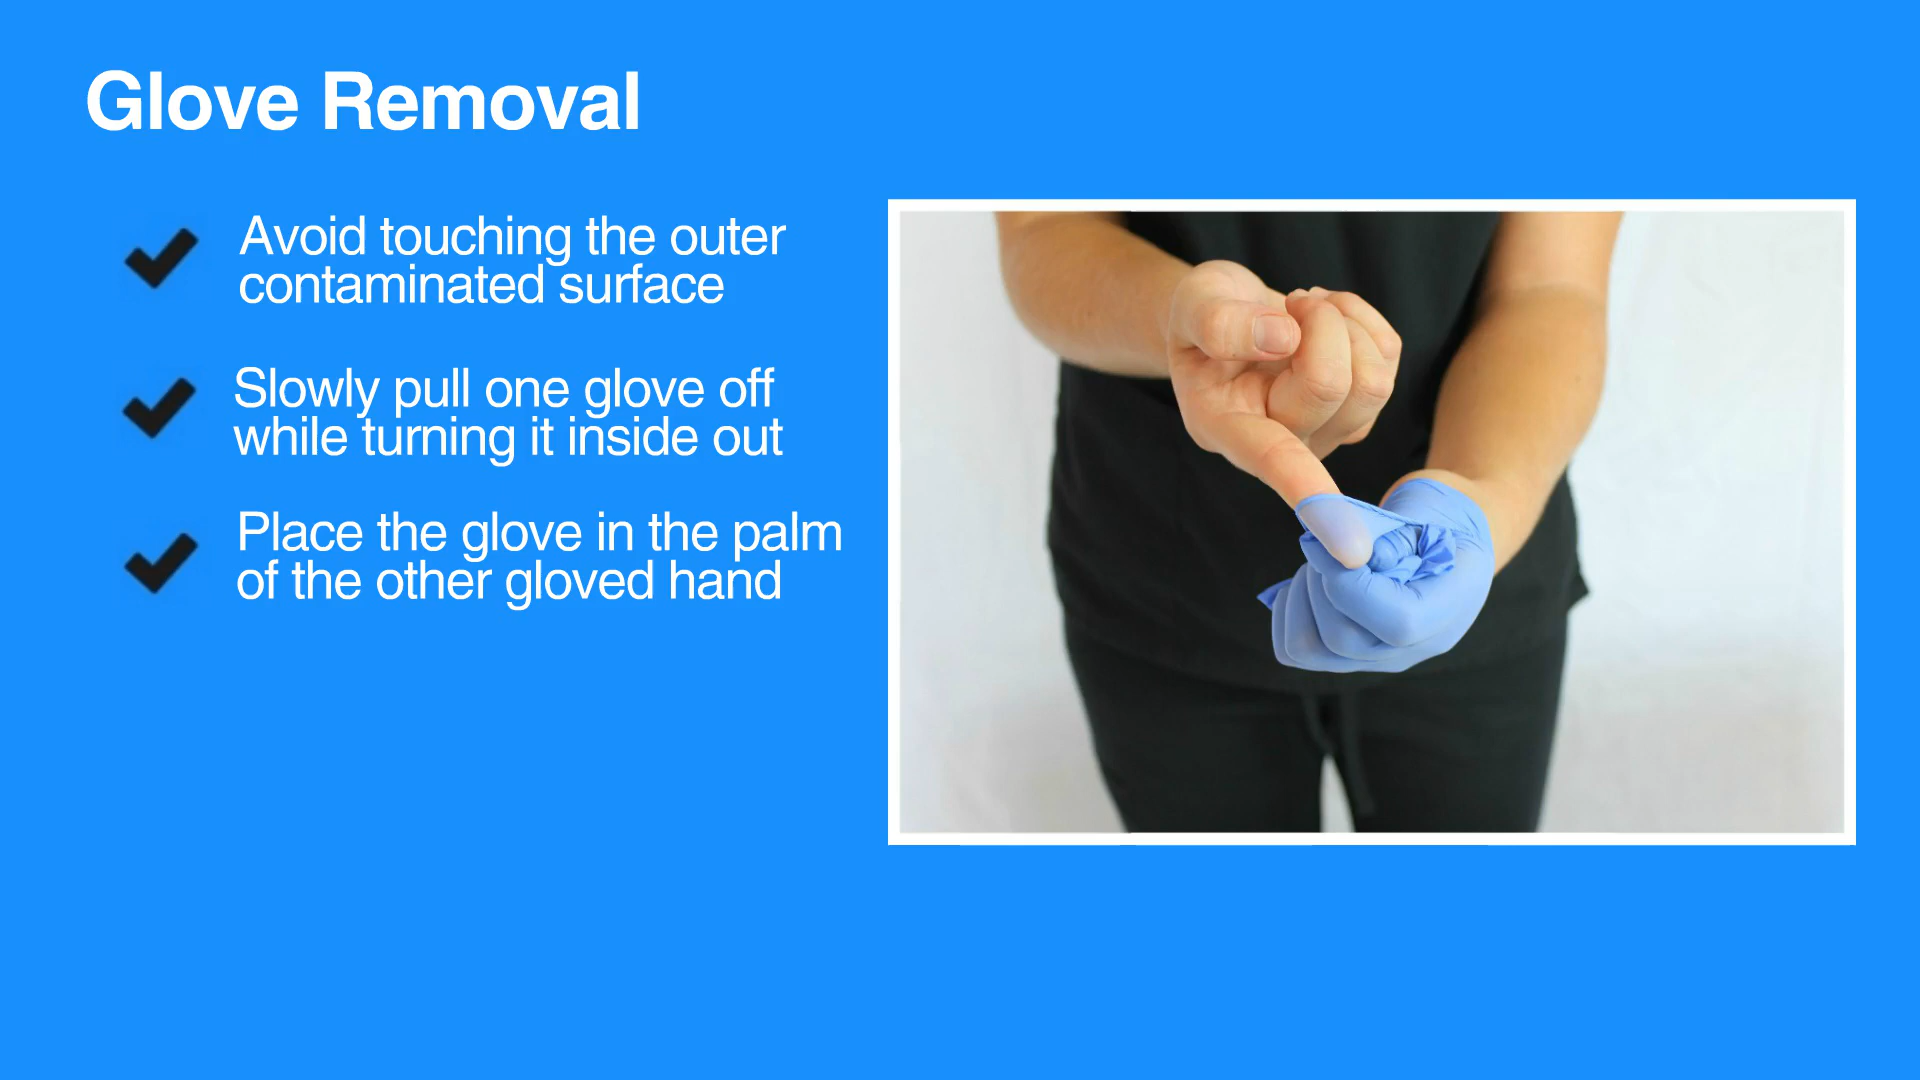 Glove Removal
Avoid touching the outer
contaminated surface
Slowly pull one glove off
while turning it inside out
Place the glove in the palm
of the other gloved hand